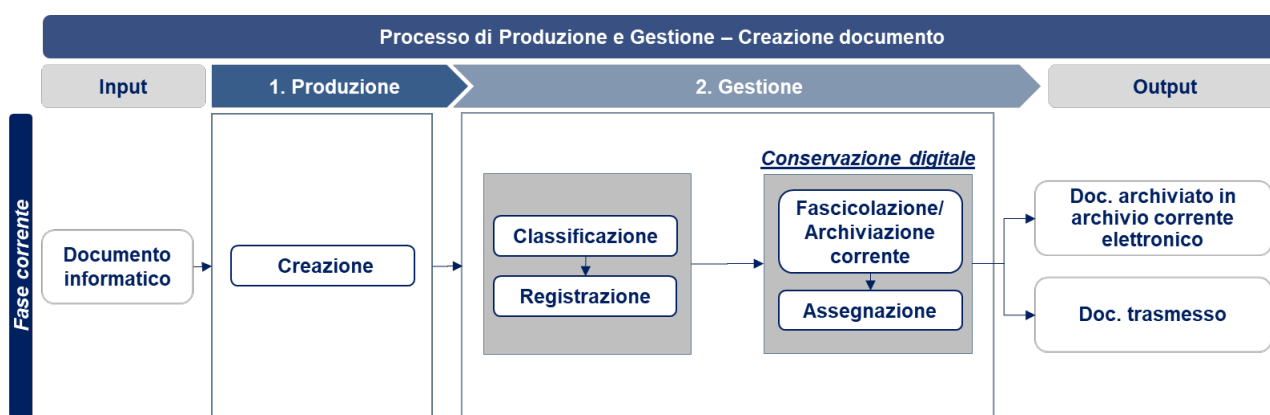 Processo di Produzione e Gestione – Creazione documento
Input
1. Produzione
2. Gestione
Output
Fase corrente
Documento
informatico
Creazione
Classificazione
Registrazione
Conservazione digitale
Fascicolazione/
Archiviazione
corrente
Assegnazione
Doc. archiviato in
archivio corrente
elettronico
Doc. trasmesso